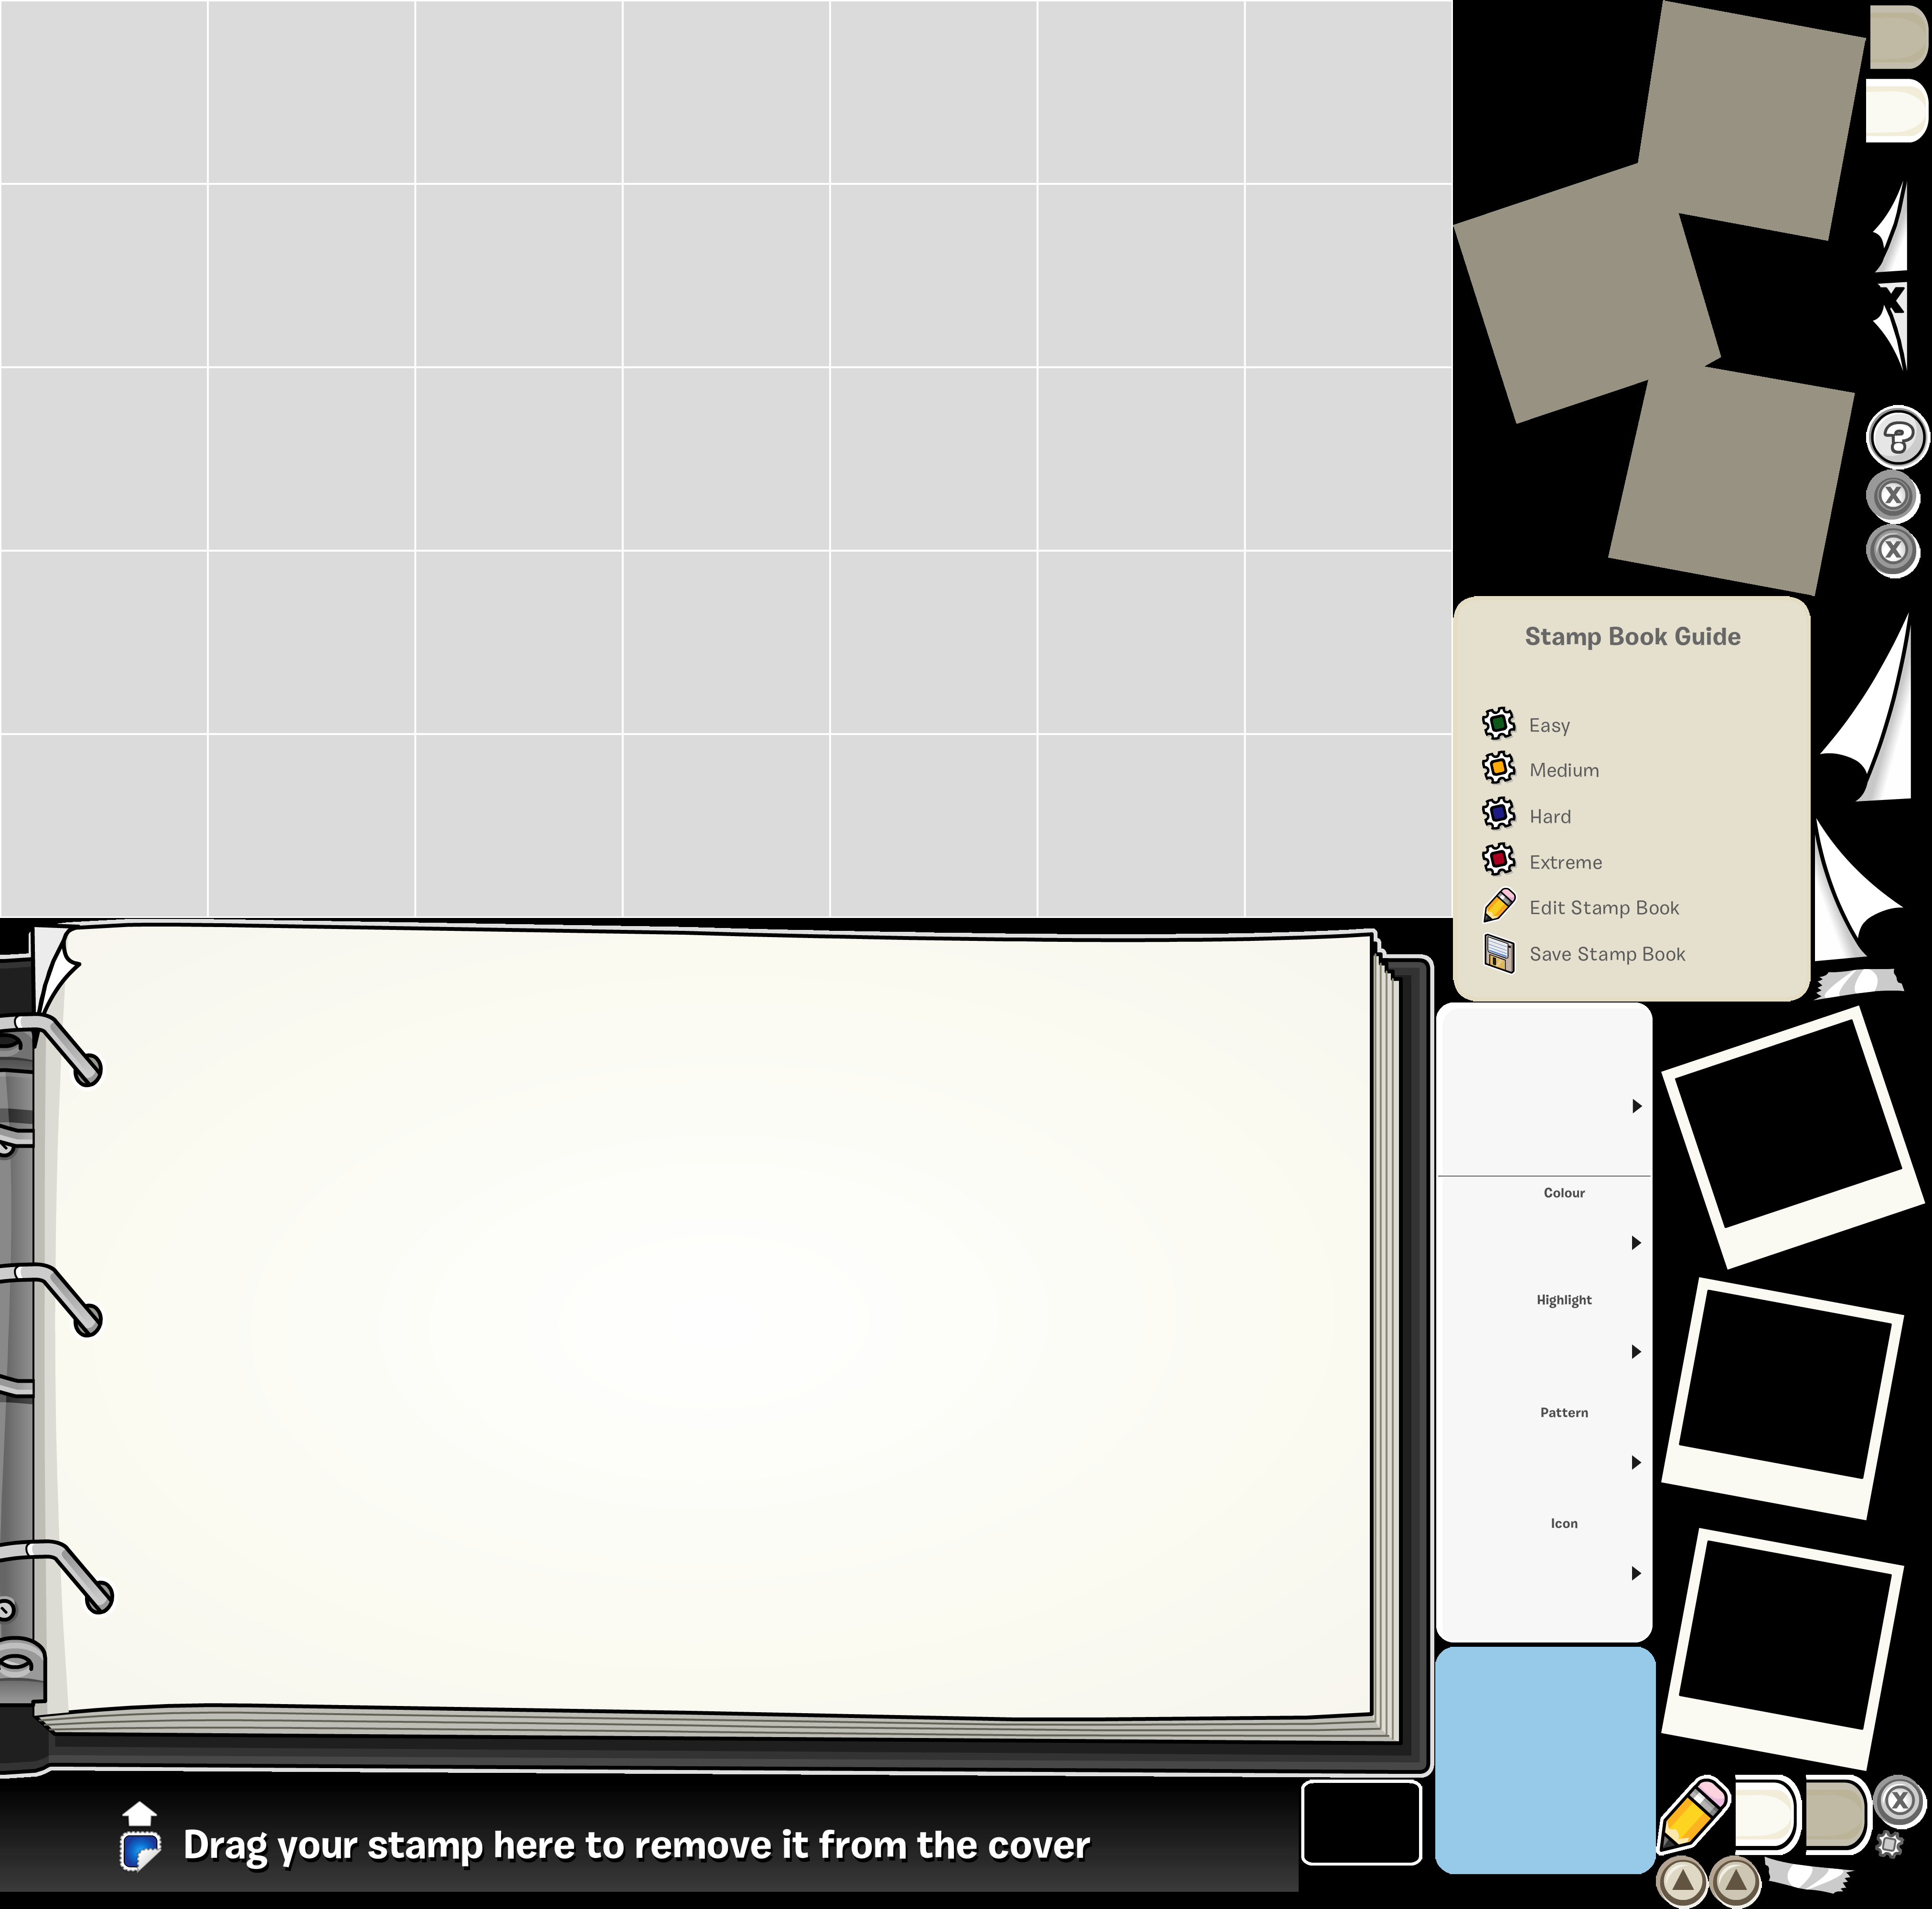 ?
X
X
X
Stamp Book Guide
Easy
Medium
Hard
Extreme
Edit Stamp Book
Save Stamp Book
Colour
Highlight
Pattern
Icon
Drag your stamp here to remove it from the cover
X